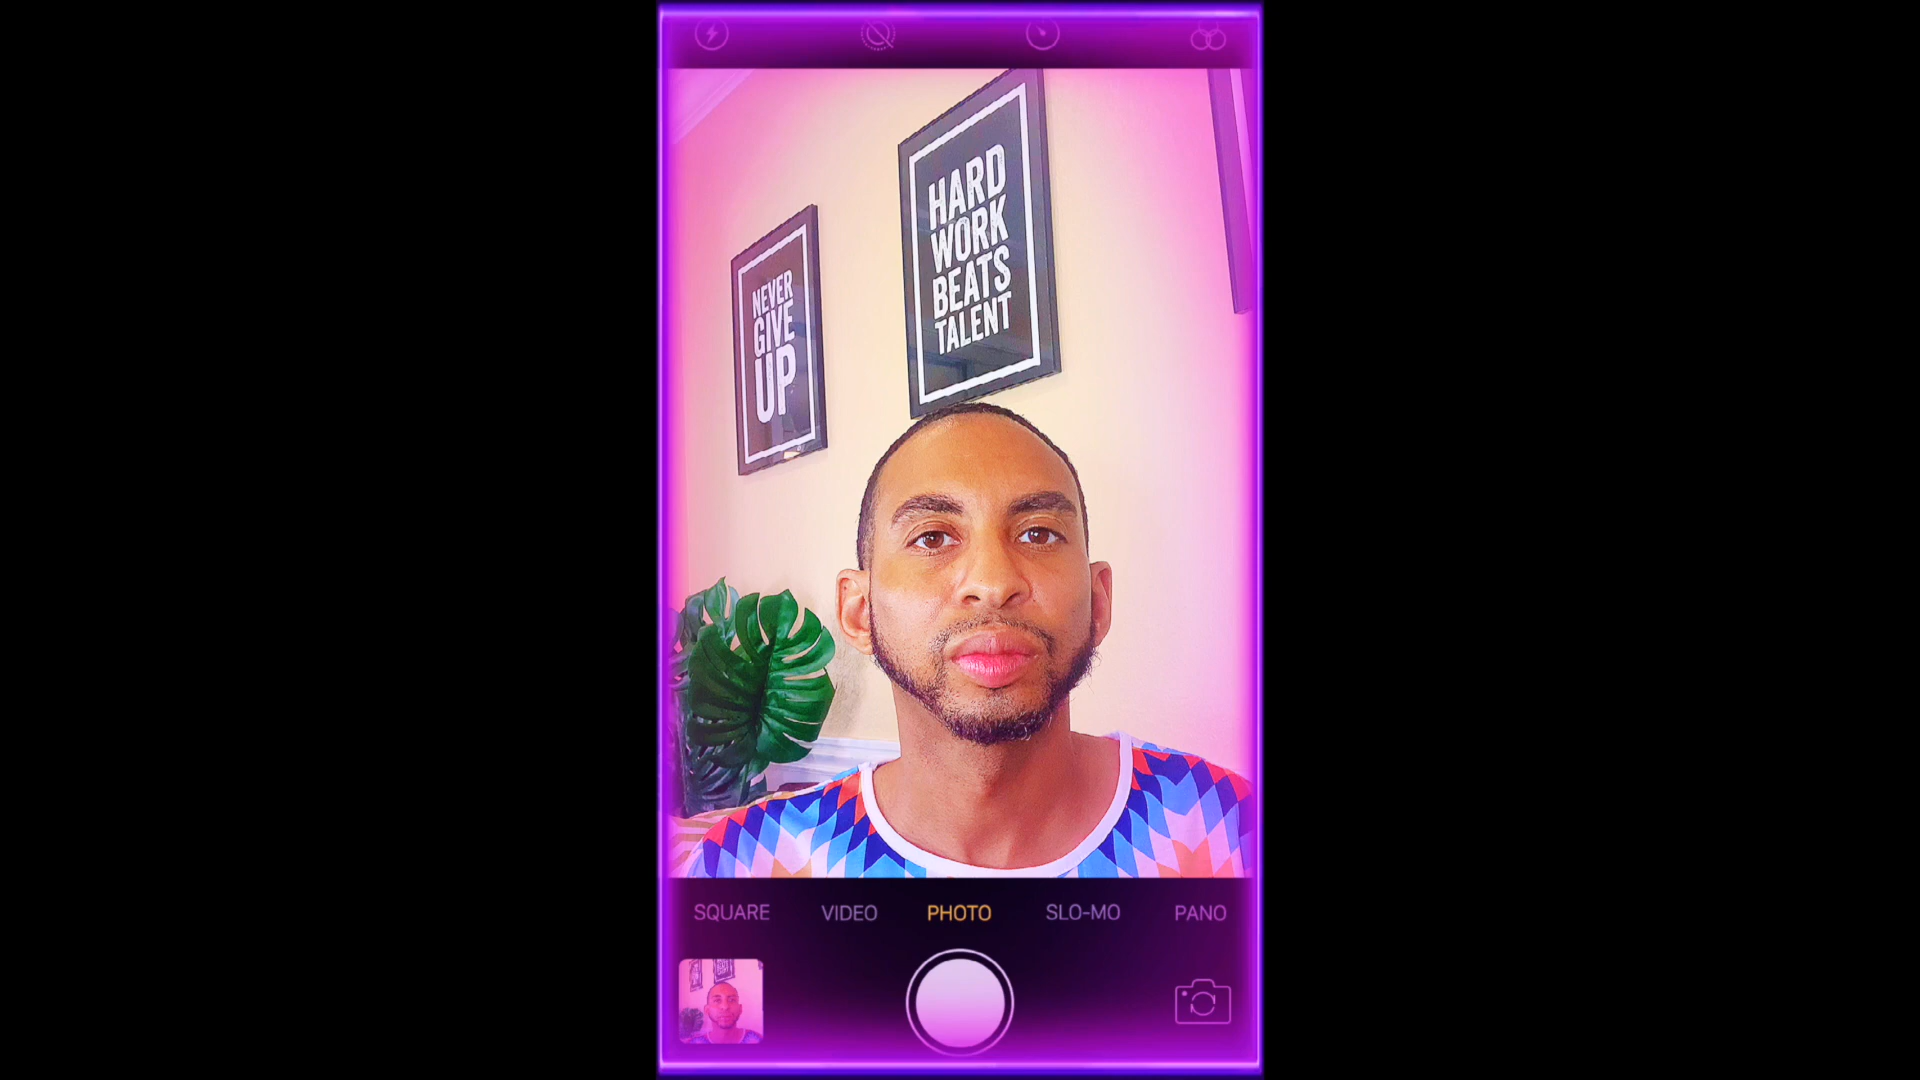 HARD
WORK
BEATS
TALENT
NEVER
GIVE
UP
SQUARE VIDEO PHOTO SLO-MO PANO